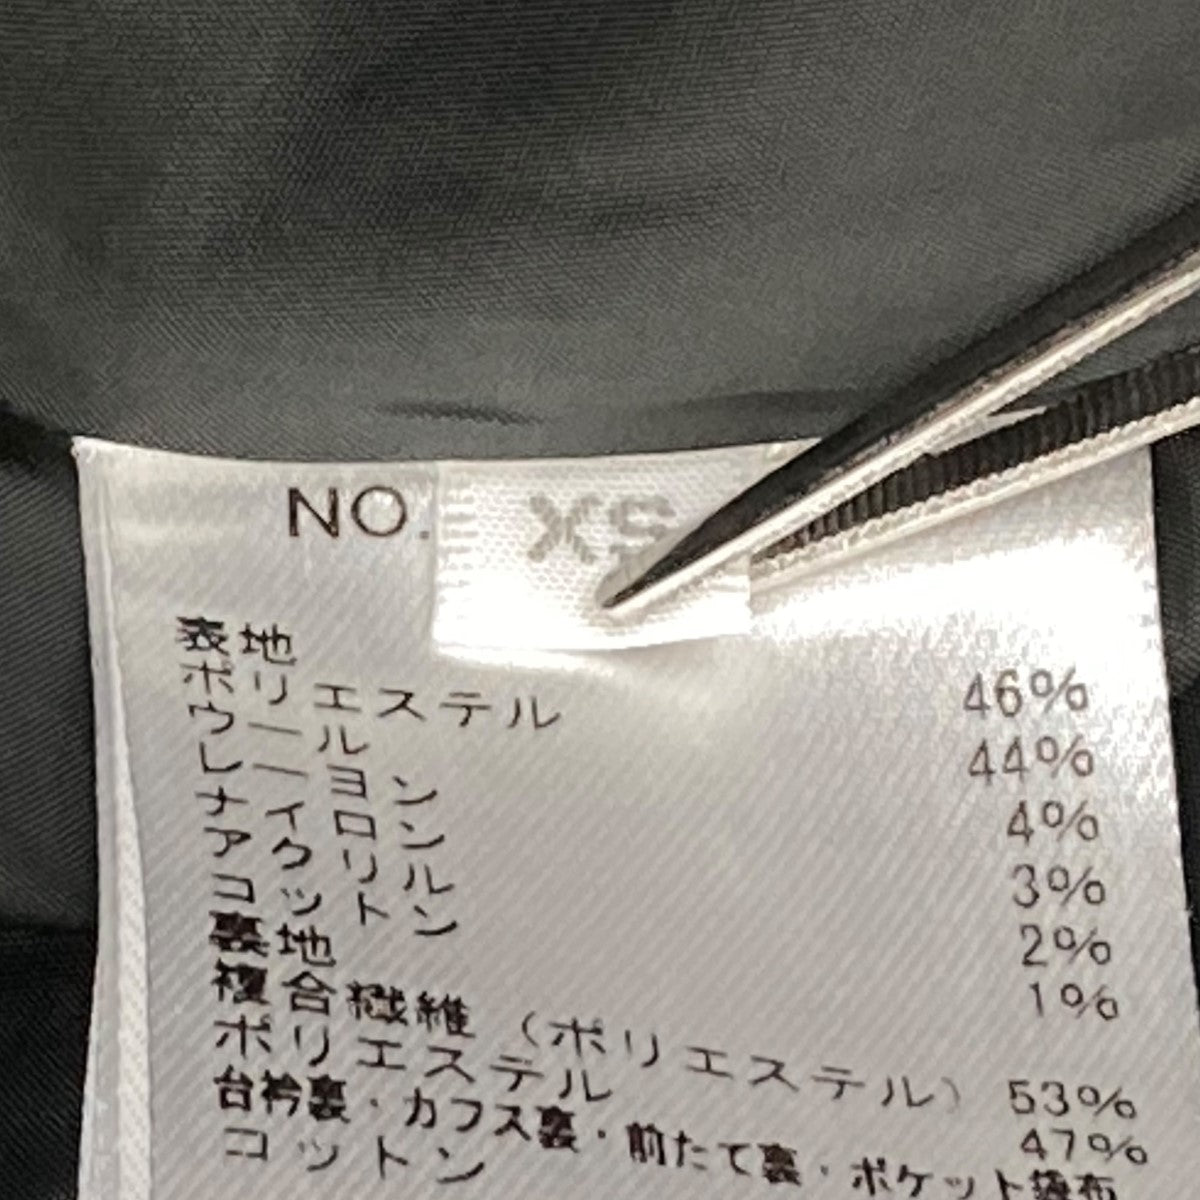 NO. XS
表地
ポリエステル 46%
ウール 44%
レーヨン 4%
ナイロン 3%
アクリル 2%
コットン 1%
裏地
複合繊維(ポリエステル) 53%
ポリエステル 47%
台衿裏・カフス裏・前たて裏・ポケット袋布
コットン